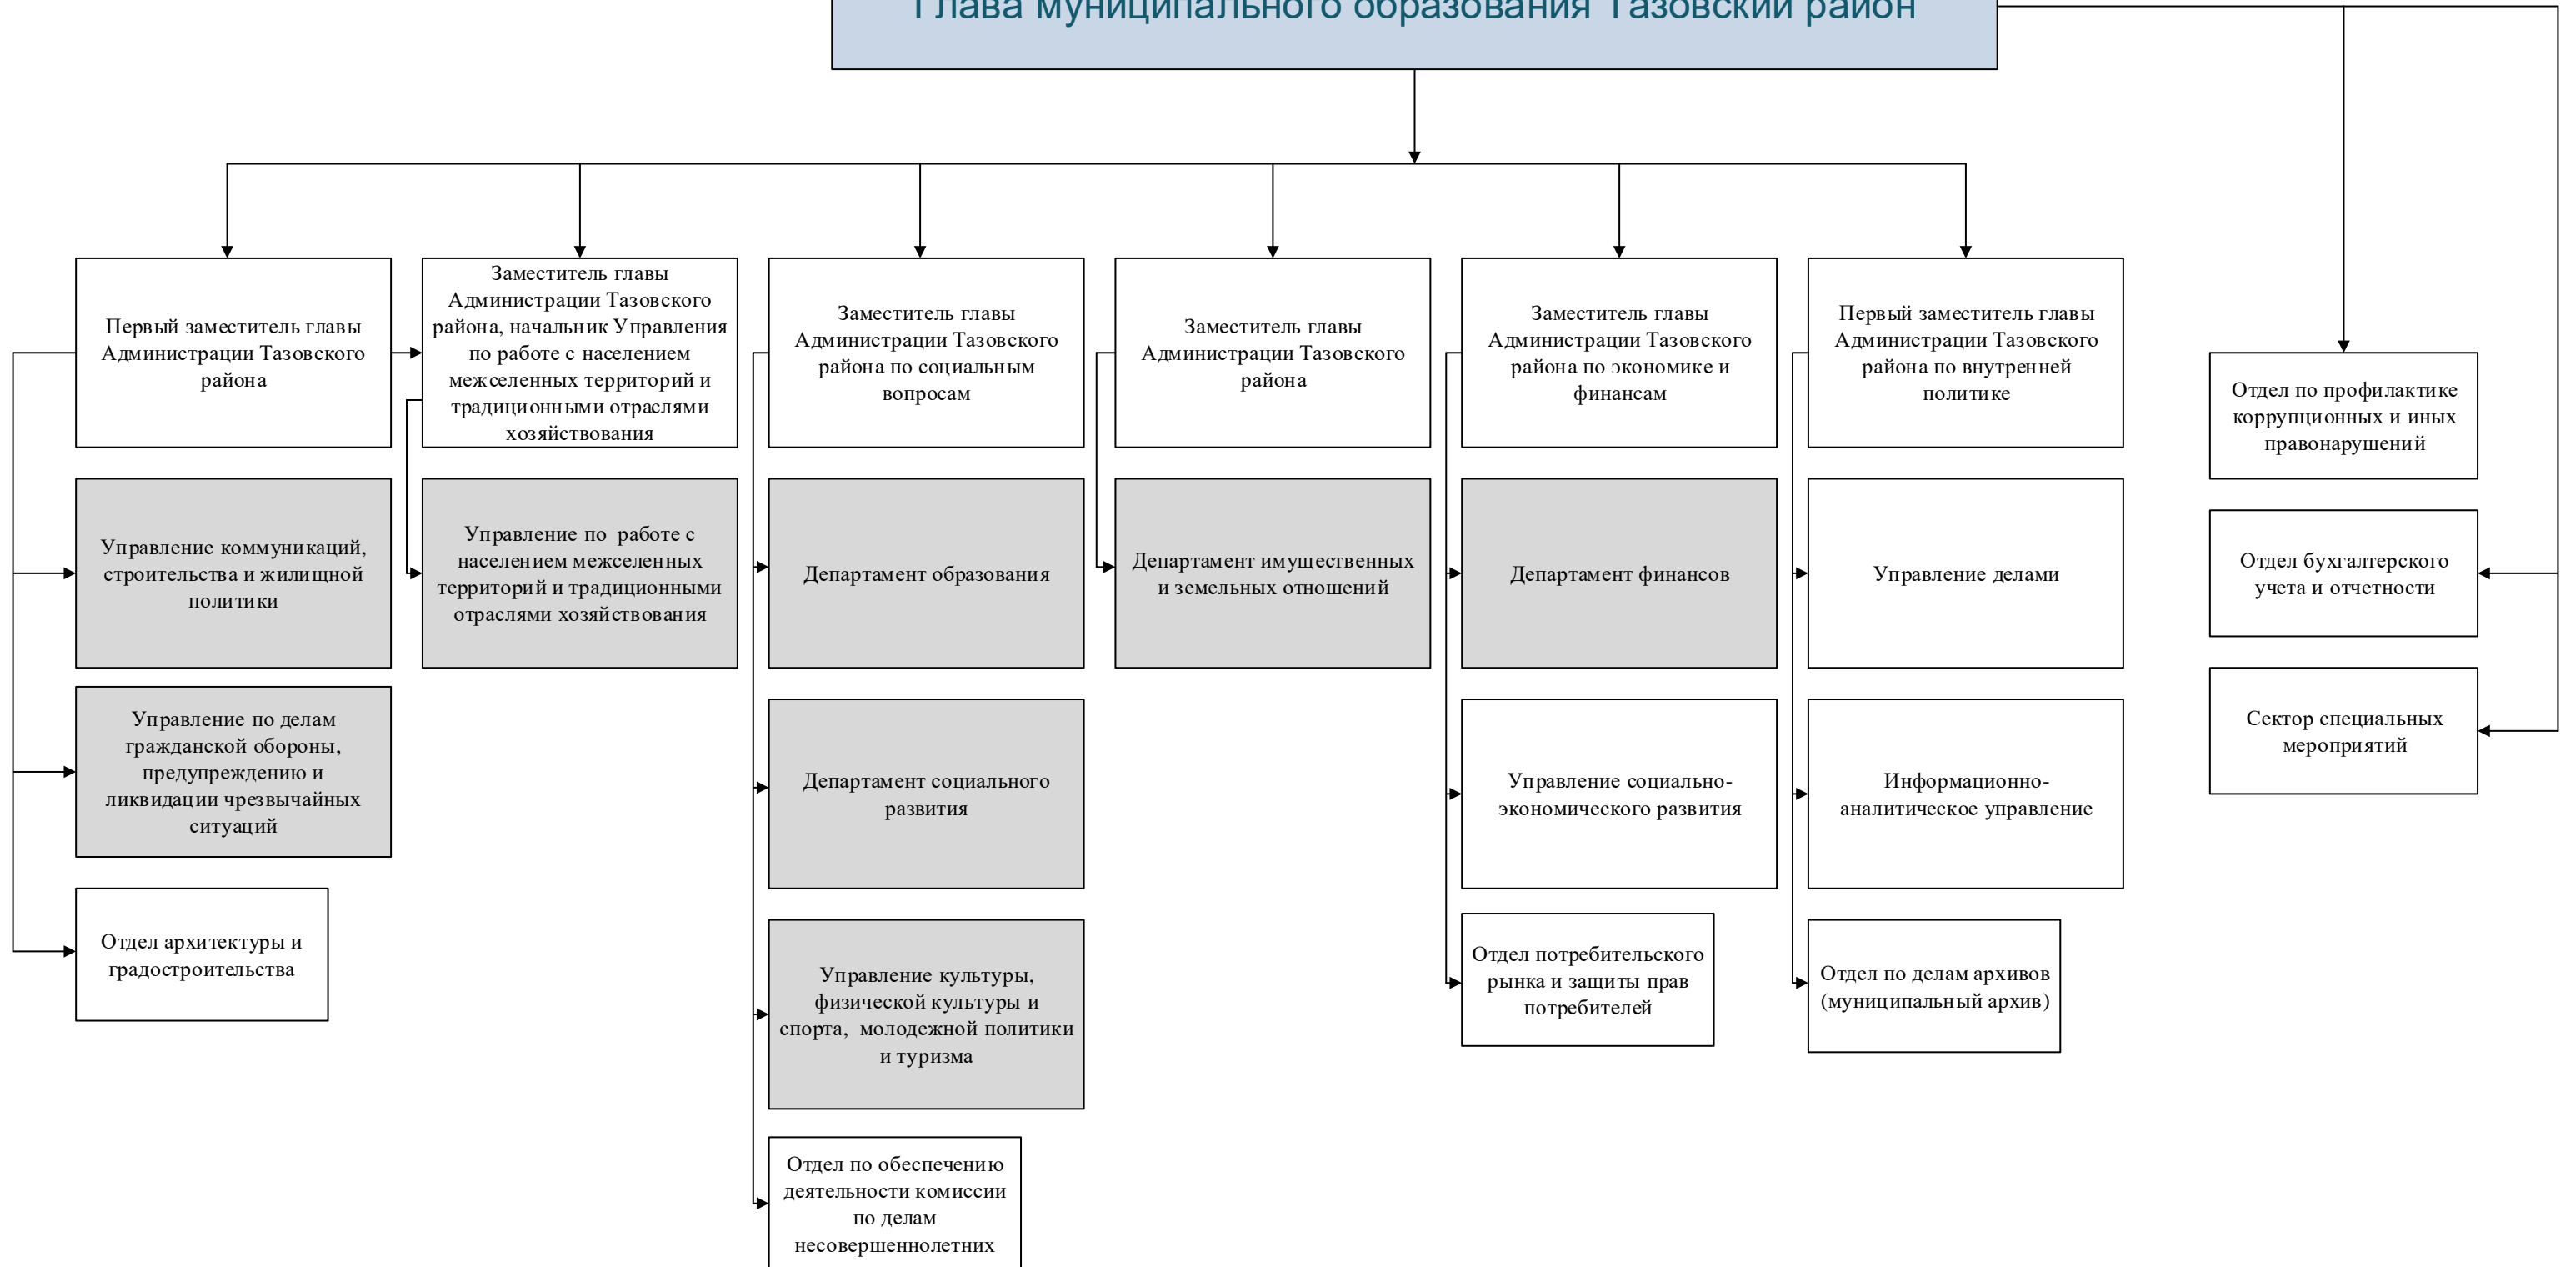 Глава муниципального образования Тазовский район
Первый заместитель главы
Администрации Тазовского
района
Заместитель главы
Администрации Тазовского
района, начальник Управления
по работе с населением
межселенных территорий и
традиционными отраслями
хозяйствования
Заместитель главы
Администрации Тазовского
района по социальным
вопросам
Заместитель главы
Администрации Тазовского
района
Заместитель главы
Администрации Тазовского
района по экономике и
финансам
Первый заместитель главы
Администрации Тазовского
района по внутренней
политике
Отдел по профилактике
коррупционных и иных
правонарушений
Управление коммуникаций,
строительства и жилищной
политики
Управление по работе с
населением межселенных
территорий и традиционными
отраслями хозяйствования
Департамент образования
Департамент имущественных
и земельных отношений
Департамент финансов
Управление делами
Отдел бухгалтерского
учета и отчетности
Управление по делам
гражданской обороны,
предупреждению и
ликвидации чрезвычайных
ситуаций
Департамент социального
развития
Управление социально-
экономического развития
Информационно-
аналитическое управление
Сектор специальных
мероприятий
Отдел архитектуры и
градостроительства
Управление культуры,
физической культуры и
спорта, молодежной политики
и туризма
Отдел потребительского
рынка и защиты прав
потребителей
Отдел по делам архивов
(муниципальный архив)
Отдел по обеспечению
деятельности комиссии
по делам
несовершеннолетних